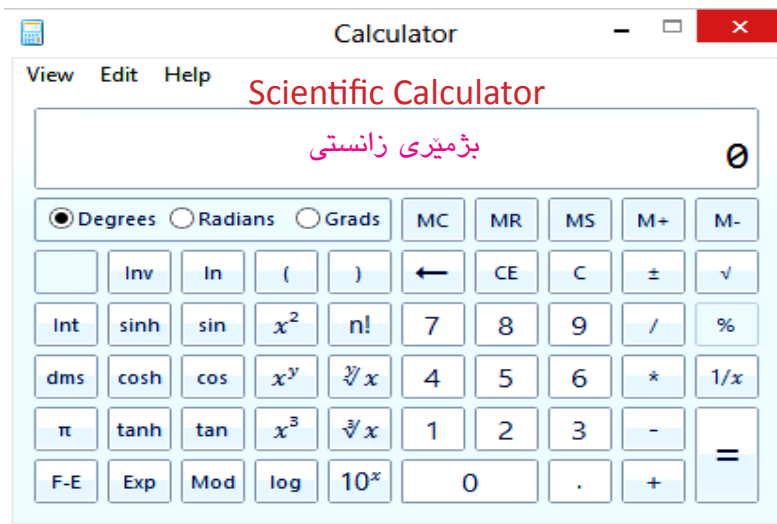 Calculator
View Edit Help
Scientific Calculator
بژمێری زانستی
0
Degrees Radians Grads MC MR MS M+ M-
Inv In ( ) ← CE C ± √
Int sinh sin x² n! 7 8 9 / %
dms cosh cos xʸ ʸ√x 4 5 6 * 1/x
π tanh tan x³ ³√x 1 2 3 - =
F-E Exp Mod log 10ˣ 0 . +